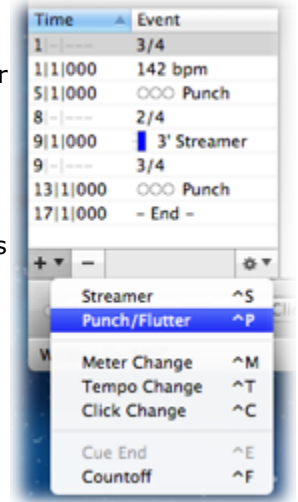 Time Event
1|-|--- 3/4
r
1|1|000 142 bpm
5|1|000 Punch
8|-|--- 2/4
9|1|000 3' Streamer
9|-|--- 3/4
13|1|000 Punch
17|1|000 – End –
s
+ –
Streamer ^S
Punch/Flutter ^P
W
Meter Change ^M
Tempo Change ^T
Click Change ^C
Cue End ^E
Countoff ^F